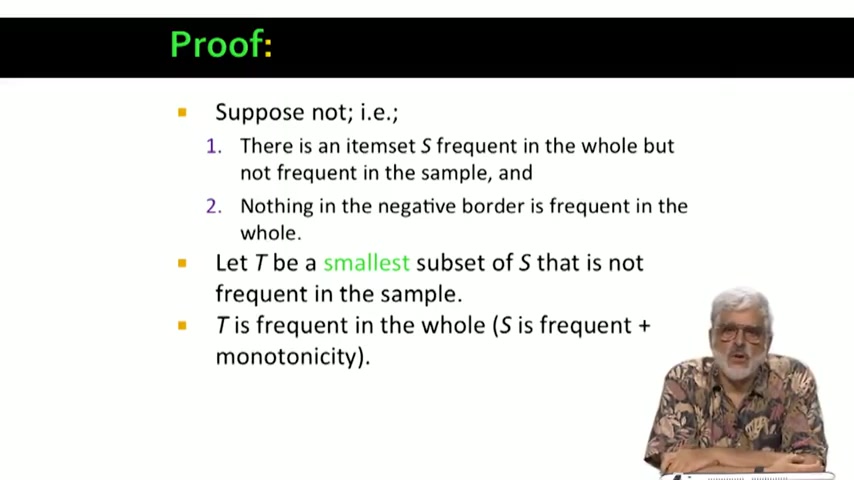 Proof:
Suppose not; i.e.;
1. There is an itemset S frequent in the whole but
not frequent in the sample, and
2. Nothing in the negative border is frequent in the
whole.
Let T be a smallest subset of S that is not
frequent in the sample.
T is frequent in the whole (S is frequent +
monotonicity).